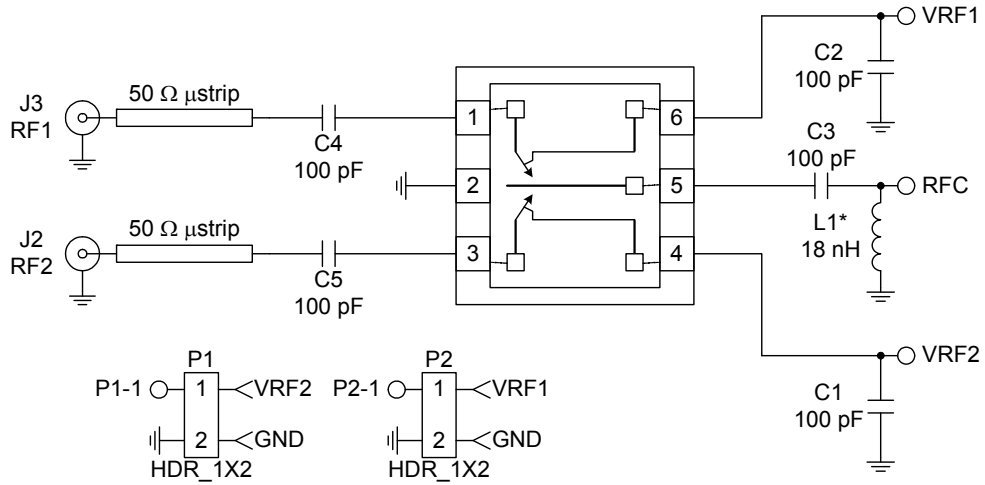 VRF1
C2
100 pF
J3
RF1
50 Ω μstrip
C4
100 pF
1
6
C3
100 pF
2
5
RFC
L1*
18 nH
J2
RF2
50 Ω μstrip
C5
100 pF
3
4
VRF2
C1
100 pF
P1
P1-1
1
VRF2
2
GND
HDR_1X2
P2
P2-1
1
VRF1
2
GND
HDR_1X2